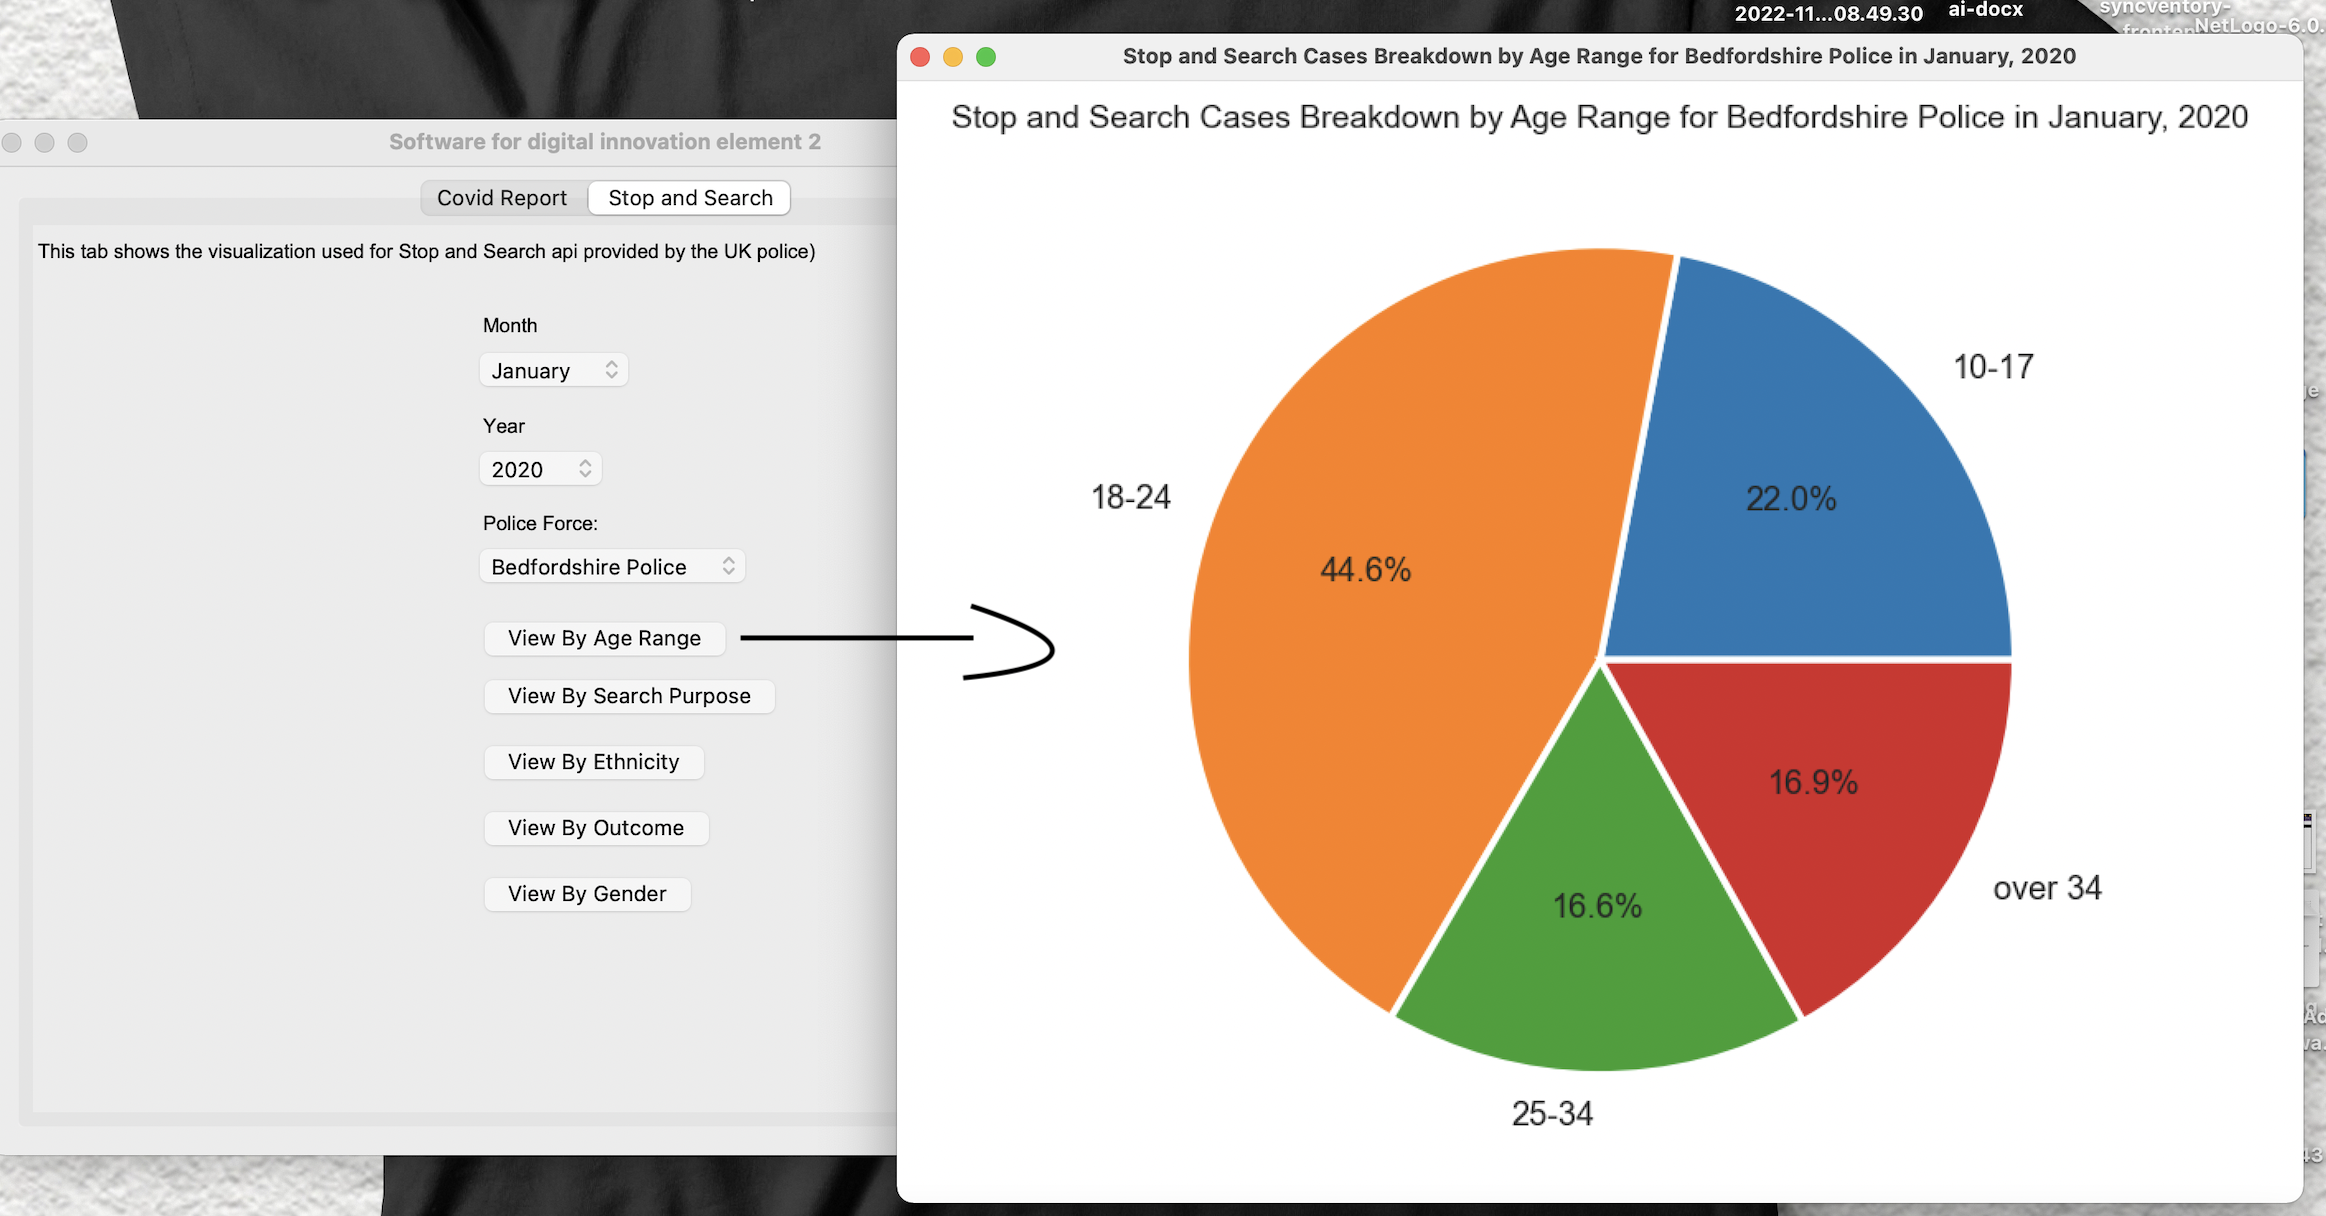 2022-11...08.49.30
ai-docx
syncventory-
NetLogo-6.0.
Software for digital innovation element 2
Covid Report
Stop and Search
This tab shows the visualization used for Stop and Search api provided by the UK police)
Month
January
Year
2020
Police Force:
Bedfordshire Police
View By Age Range
View By Search Purpose
View By Ethnicity
View By Outcome
View By Gender
Stop and Search Cases Breakdown by Age Range for Bedfordshire Police in January, 2020
Stop and Search Cases Breakdown by Age Range for Bedfordshire Police in January, 2020
10-17
22.0%
18-24
44.6%
16.9%
over 34
16.6%
25-34